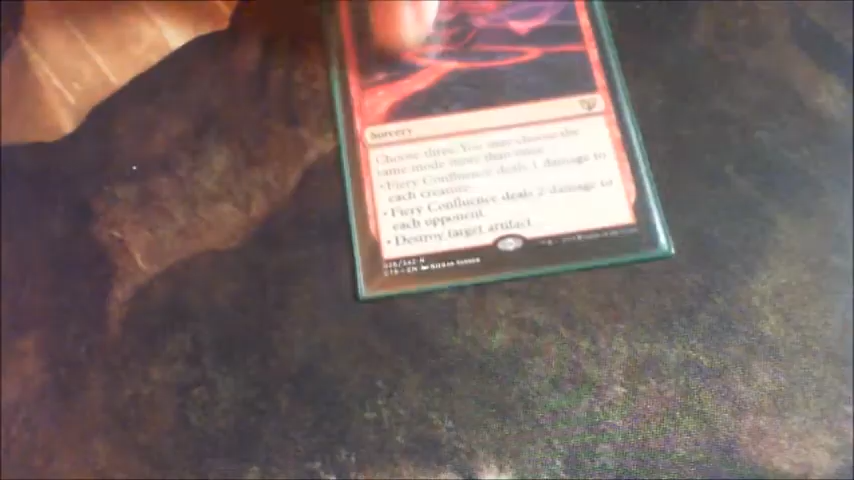 Sorcery
Choose three. You may choose the
same mode more than once.
• Fiery Confluence deals 1 damage to
each creature.
• Fiery Confluence deals 2 damage to
each opponent.
• Destroy target artifact.
EN